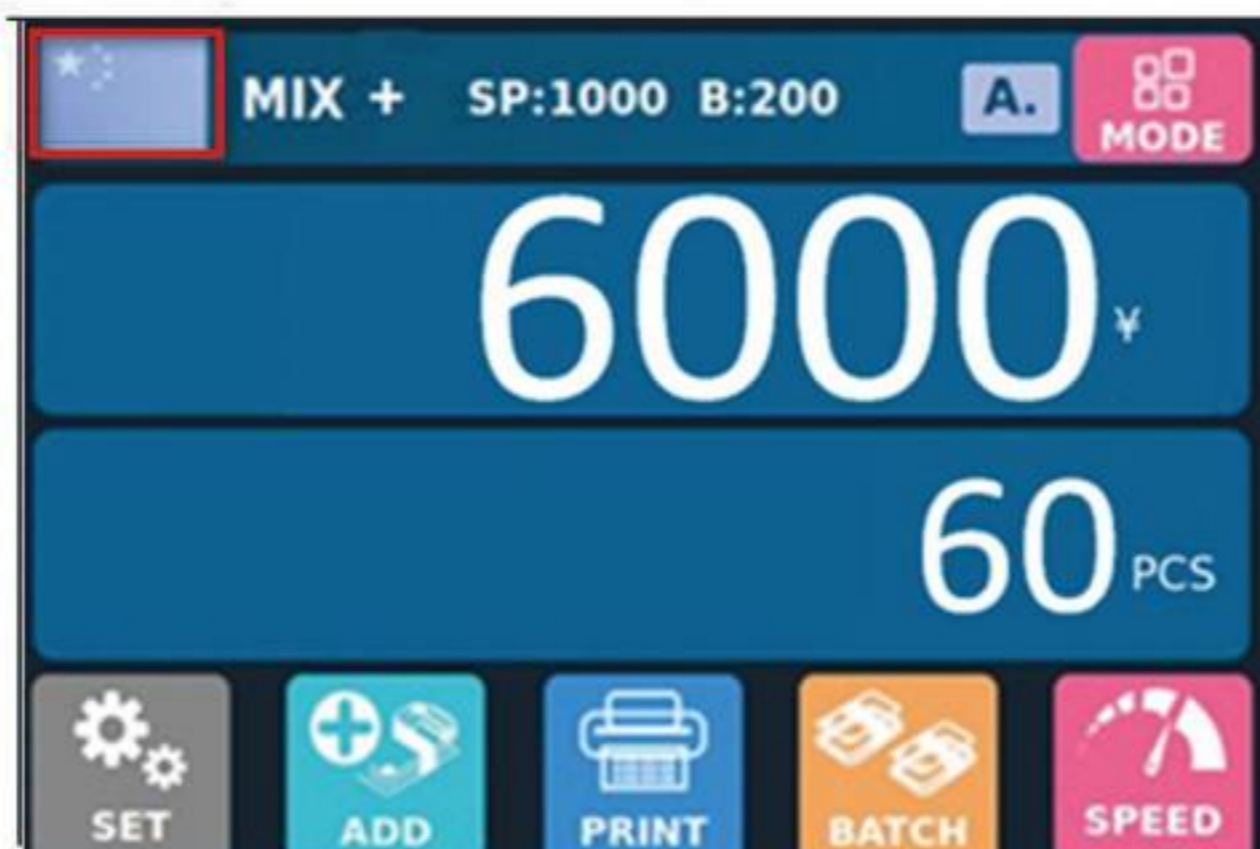 MIX + SP:1000 B:200 A. MODE
6000 ¥
60 PCS
SET ADD PRINT BATCH SPEED